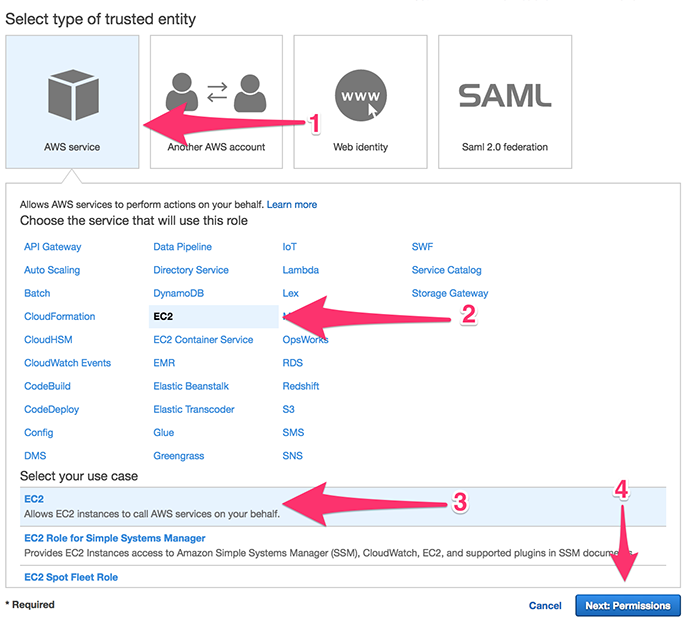 Select type of trusted entity
WWW
SAML
1
AWS service
Another AWS account
Web identity
Saml 2.0 federation
Allows AWS services to perform actions on your behalf. Learn more
Choose the service that will use this role
API Gateway Data Pipeline IoT SWF
Auto Scaling Directory Service Lambda Service Catalog
Batch DynamoDB Lex Storage Gateway
CloudFormation EC2 2
CloudHSM EC2 Container Service OpsWorks
CloudWatch Events EMR RDS
CodeBuild Elastic Beanstalk Redshift
CodeDeploy Elastic Transcoder S3
Config Glue SMS
DMS Greengrass SNS
Select your use case
EC2
Allows EC2 instances to call AWS services on your behalf.
3
4
EC2 Role for Simple Systems Manager
Provides EC2 Instances access to Amazon Simple Systems Manager (SSM), CloudWatch, EC2, and supported plugins in SSM
EC2 Spot Fleet Role
* Required
Cancel
Next: Permissions